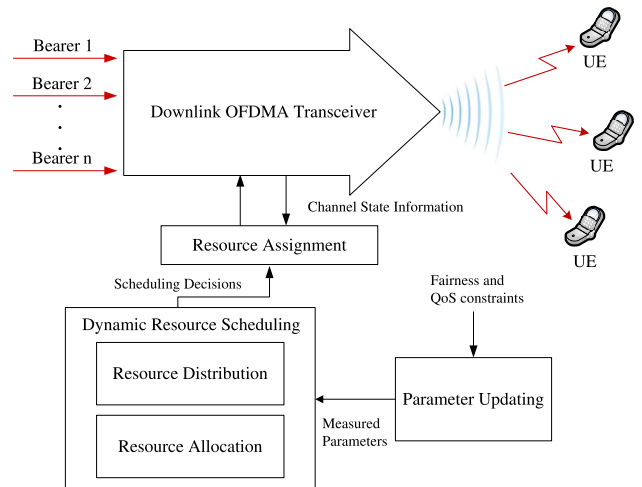 Bearer 1
Bearer 2
Bearer n
Downlink OFDMA Transceiver
UE
UE
UE
Channel State Information
Resource Assignment
Scheduling Decisions
Fairness and
QoS constraints
Dynamic Resource Scheduling
Resource Distribution
Resource Allocation
Parameter Updating
Measured
Parameters